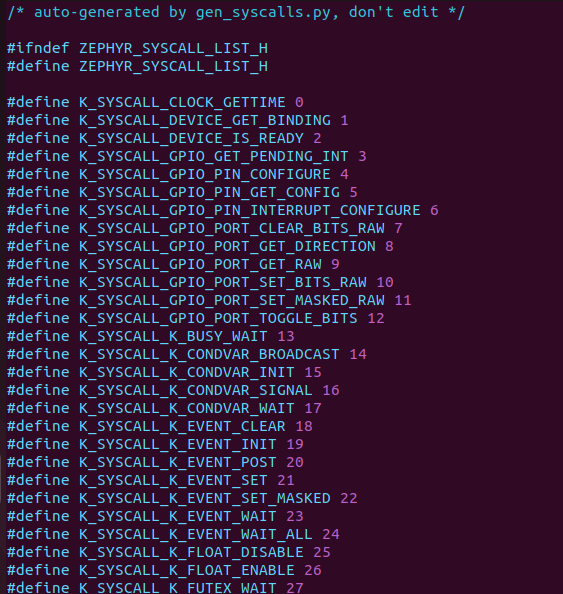 /* auto-generated by gen_syscalls.py, don't edit */
#ifndef ZEPHYR_SYSCALL_LIST_H
#define ZEPHYR_SYSCALL_LIST_H
#define K_SYSCALL_CLOCK_GETTIME 0
#define K_SYSCALL_DEVICE_GET_BINDING 1
#define K_SYSCALL_DEVICE_IS_READY 2
#define K_SYSCALL_GPIO_GET_PENDING_INT 3
#define K_SYSCALL_GPIO_PIN_CONFIGURE 4
#define K_SYSCALL_GPIO_PIN_GET_CONFIG 5
#define K_SYSCALL_GPIO_PIN_INTERRUPT_CONFIGURE 6
#define K_SYSCALL_GPIO_PORT_CLEAR_BITS_RAW 7
#define K_SYSCALL_GPIO_PORT_GET_DIRECTION 8
#define K_SYSCALL_GPIO_PORT_GET_RAW 9
#define K_SYSCALL_GPIO_PORT_SET_BITS_RAW 10
#define K_SYSCALL_GPIO_PORT_SET_MASKED_RAW 11
#define K_SYSCALL_GPIO_PORT_TOGGLE_BITS 12
#define K_SYSCALL_K_BUSY_WAIT 13
#define K_SYSCALL_K_CONDVAR_BROADCAST 14
#define K_SYSCALL_K_CONDVAR_INIT 15
#define K_SYSCALL_K_CONDVAR_SIGNAL 16
#define K_SYSCALL_K_CONDVAR_WAIT 17
#define K_SYSCALL_K_EVENT_CLEAR 18
#define K_SYSCALL_K_EVENT_INIT 19
#define K_SYSCALL_K_EVENT_POST 20
#define K_SYSCALL_K_EVENT_SET 21
#define K_SYSCALL_K_EVENT_SET_MASKED 22
#define K_SYSCALL_K_EVENT_WAIT 23
#define K_SYSCALL_K_EVENT_WAIT_ALL 24
#define K_SYSCALL_K_FLOAT_DISABLE 25
#define K_SYSCALL_K_FLOAT_ENABLE 26
#define K_SYSCALL_K_FUTEX_WAIT 27